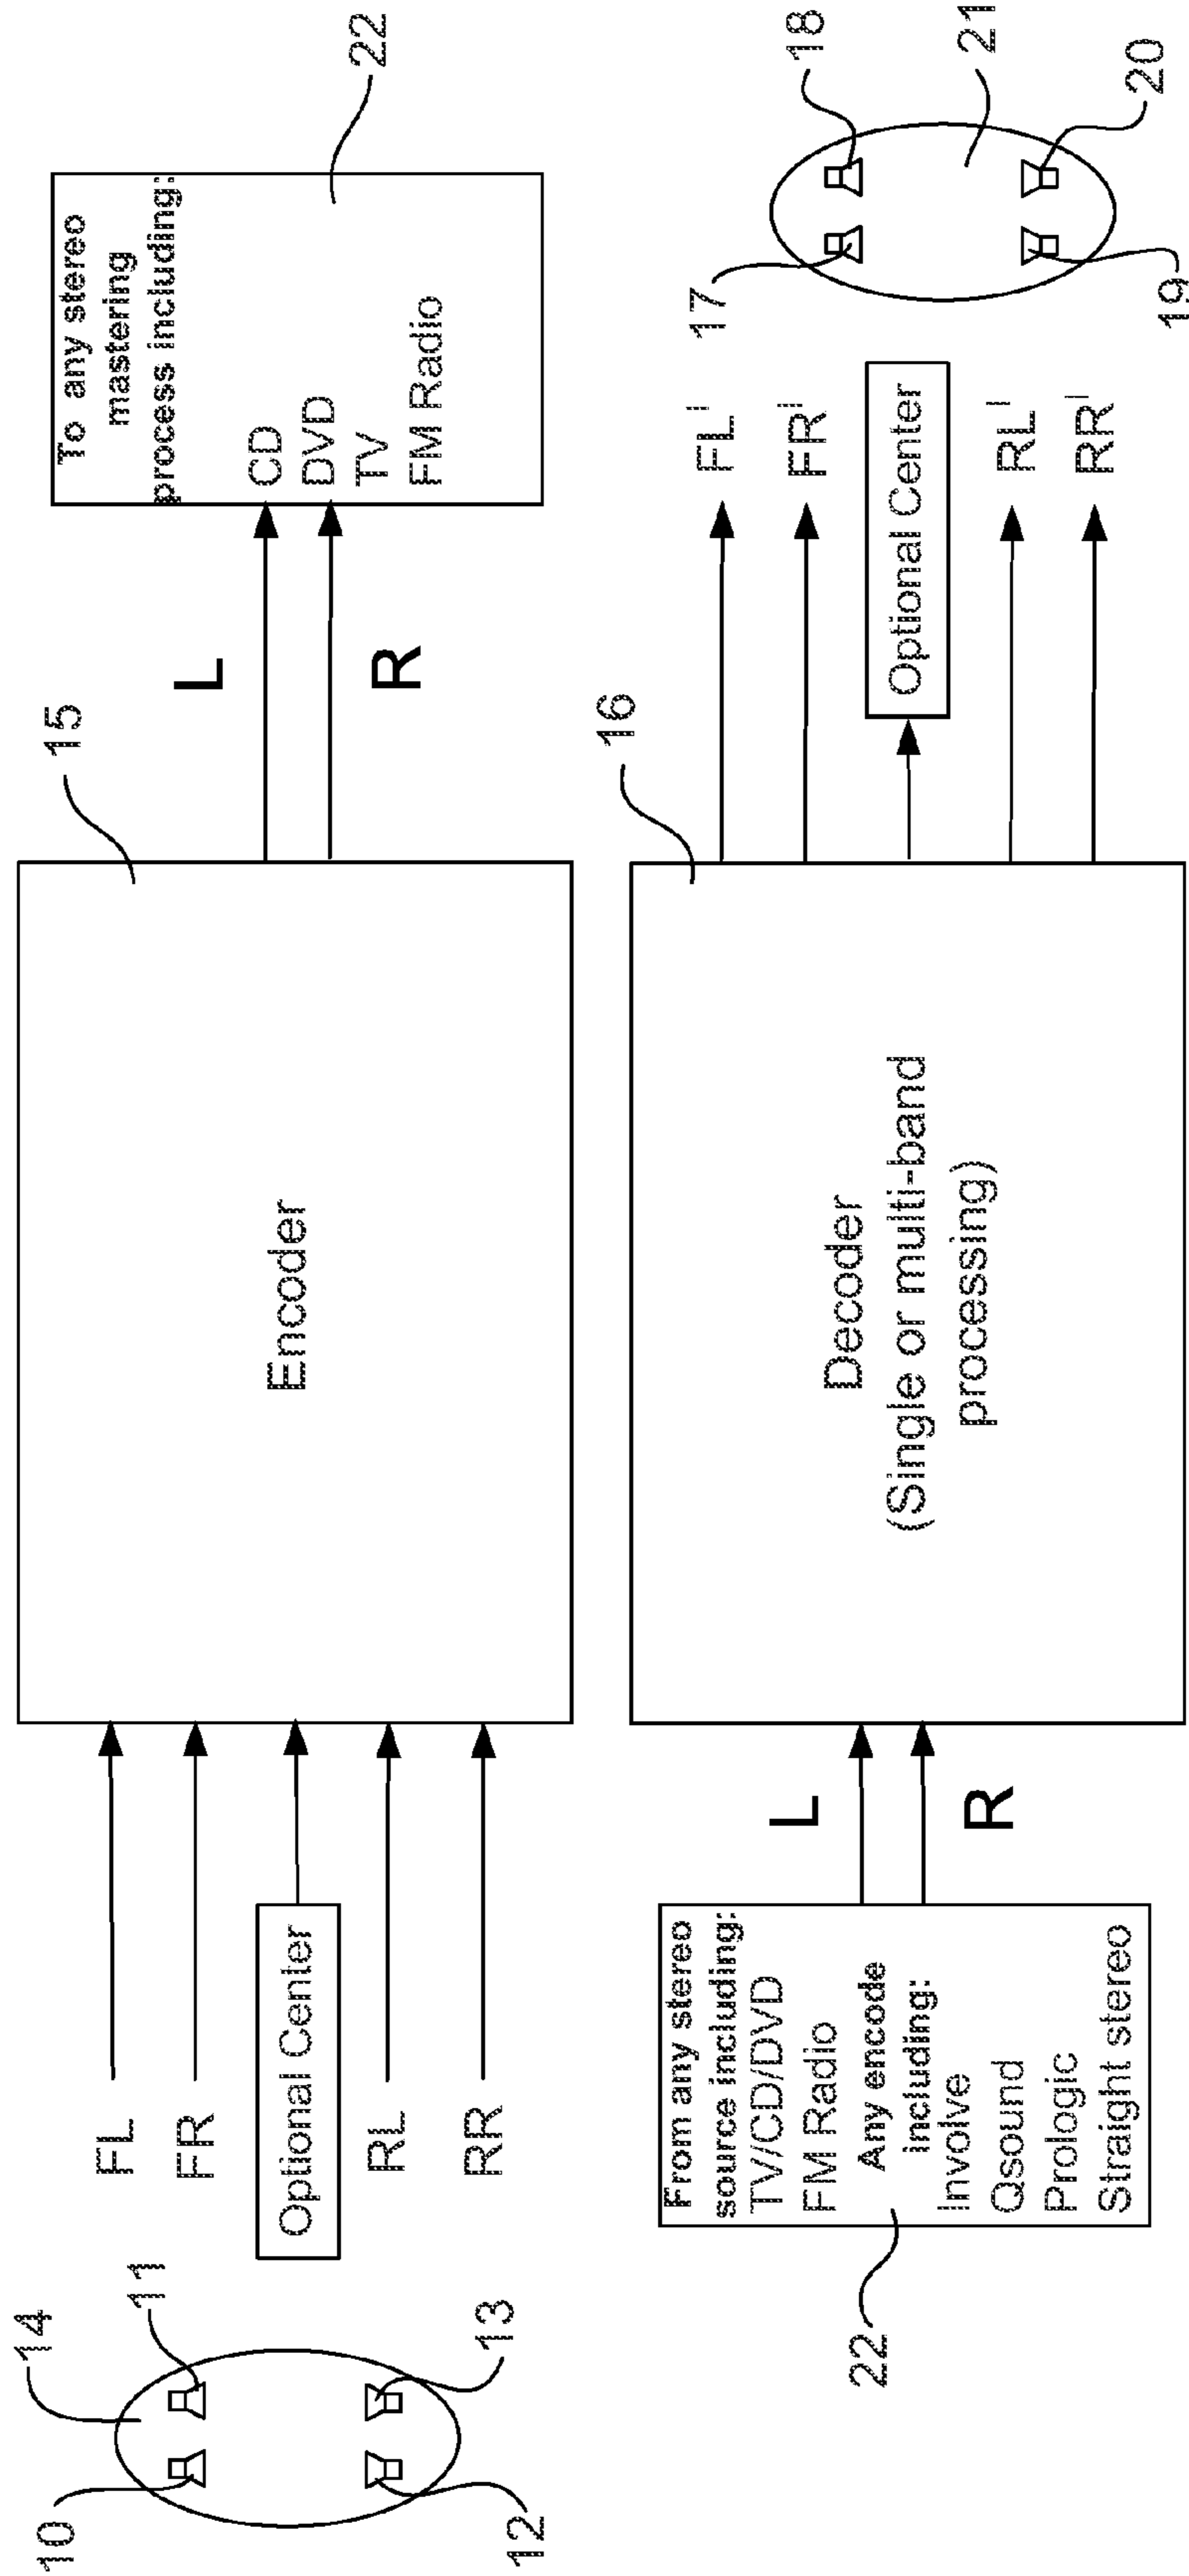 14
10
11
12
13
FL
FR
Optional Center
RL
RR
Encoder
15
L
R
To any stereo
mastering
process including:
CD
DVD
TV
FM Radio
22
From any stereo
source including:
TV/CD/DVD
FM Radio
Any encode
including:
Involve
Qsound
Prologic
Straight stereo
22
L
R
Decoder
(Single or multi-band
processing)
16
FL'
FR'
Optional Center
RL'
RR'
17
18
19
20
21